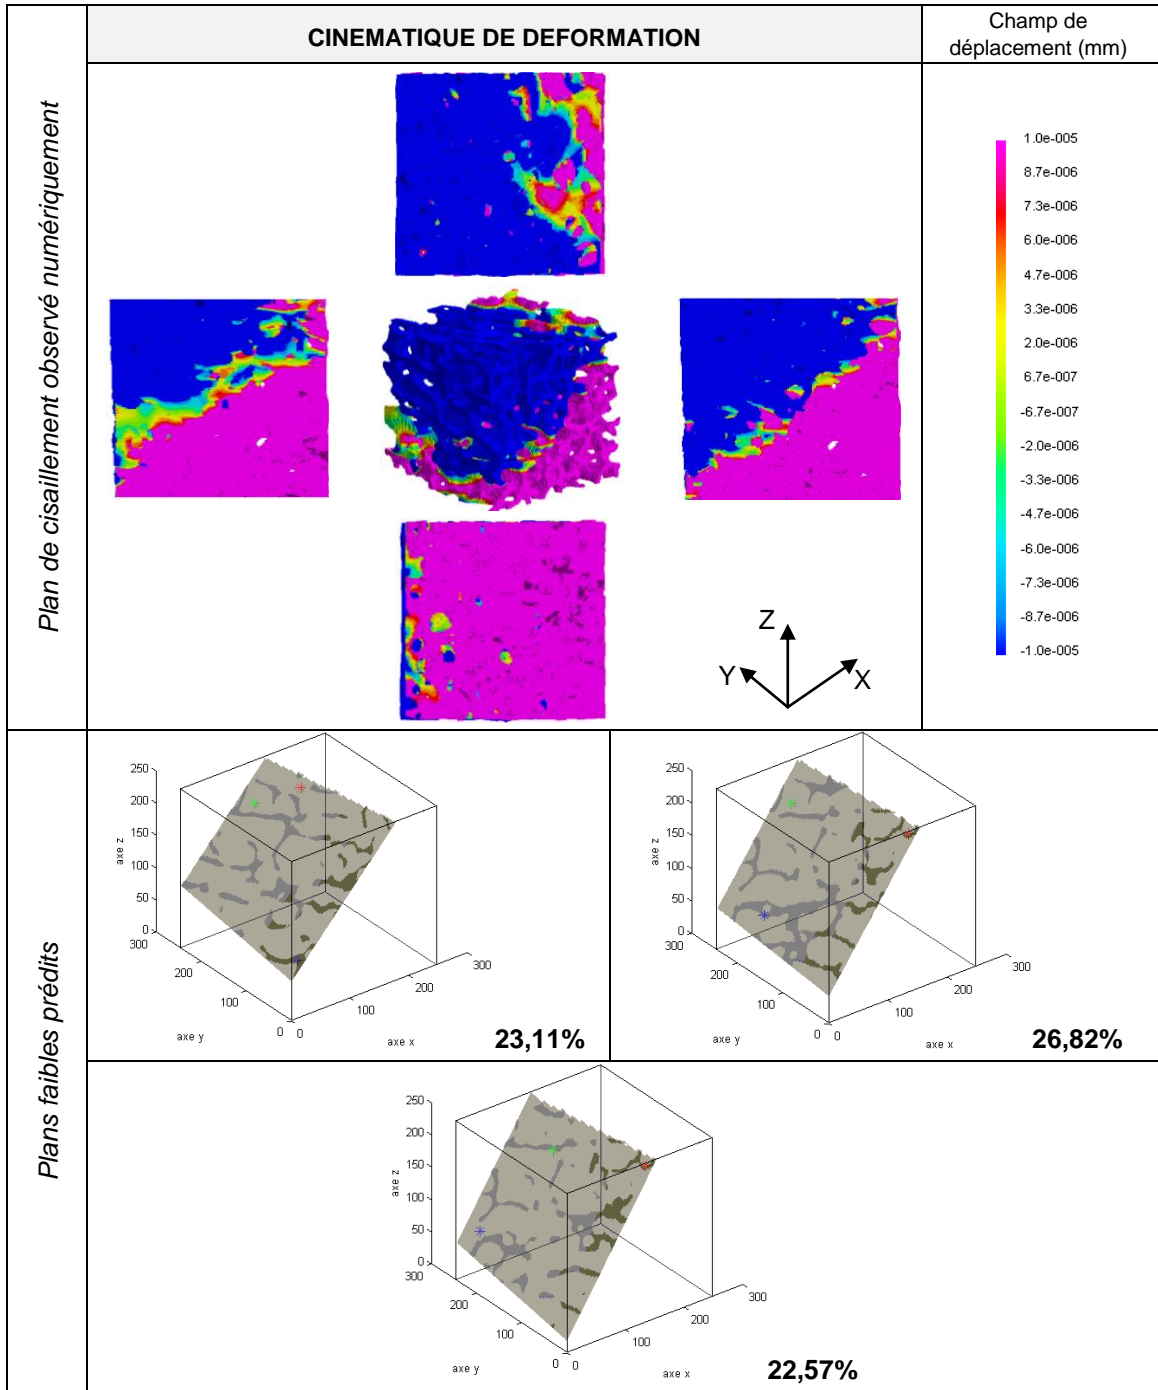 CINEMATIQUE DE DEFORMATION
Champ de
déplacement (mm)
Plan de cisaillement observé numériquement
1.0e-005
8.7e-006
7.3e-006
6.0e-006
4.7e-006
3.3e-006
2.0e-006
6.7e-007
-6.7e-007
-2.0e-006
-3.3e-006
-4.7e-006
-6.0e-006
-7.3e-006
-8.7e-006
-1.0e-005
Z
Y
X
Plans faibles prédits
250
200
150
100
50
0
axe z
300
200
100
0
axe y
0
100
200
300
axe x
23,11%
250
200
150
100
50
0
axe z
300
200
100
0
axe y
0
100
200
300
axe x
26,82%
250
200
150
100
50
0
axe z
300
200
100
0
axe y
0
100
200
300
axe x
22,57%